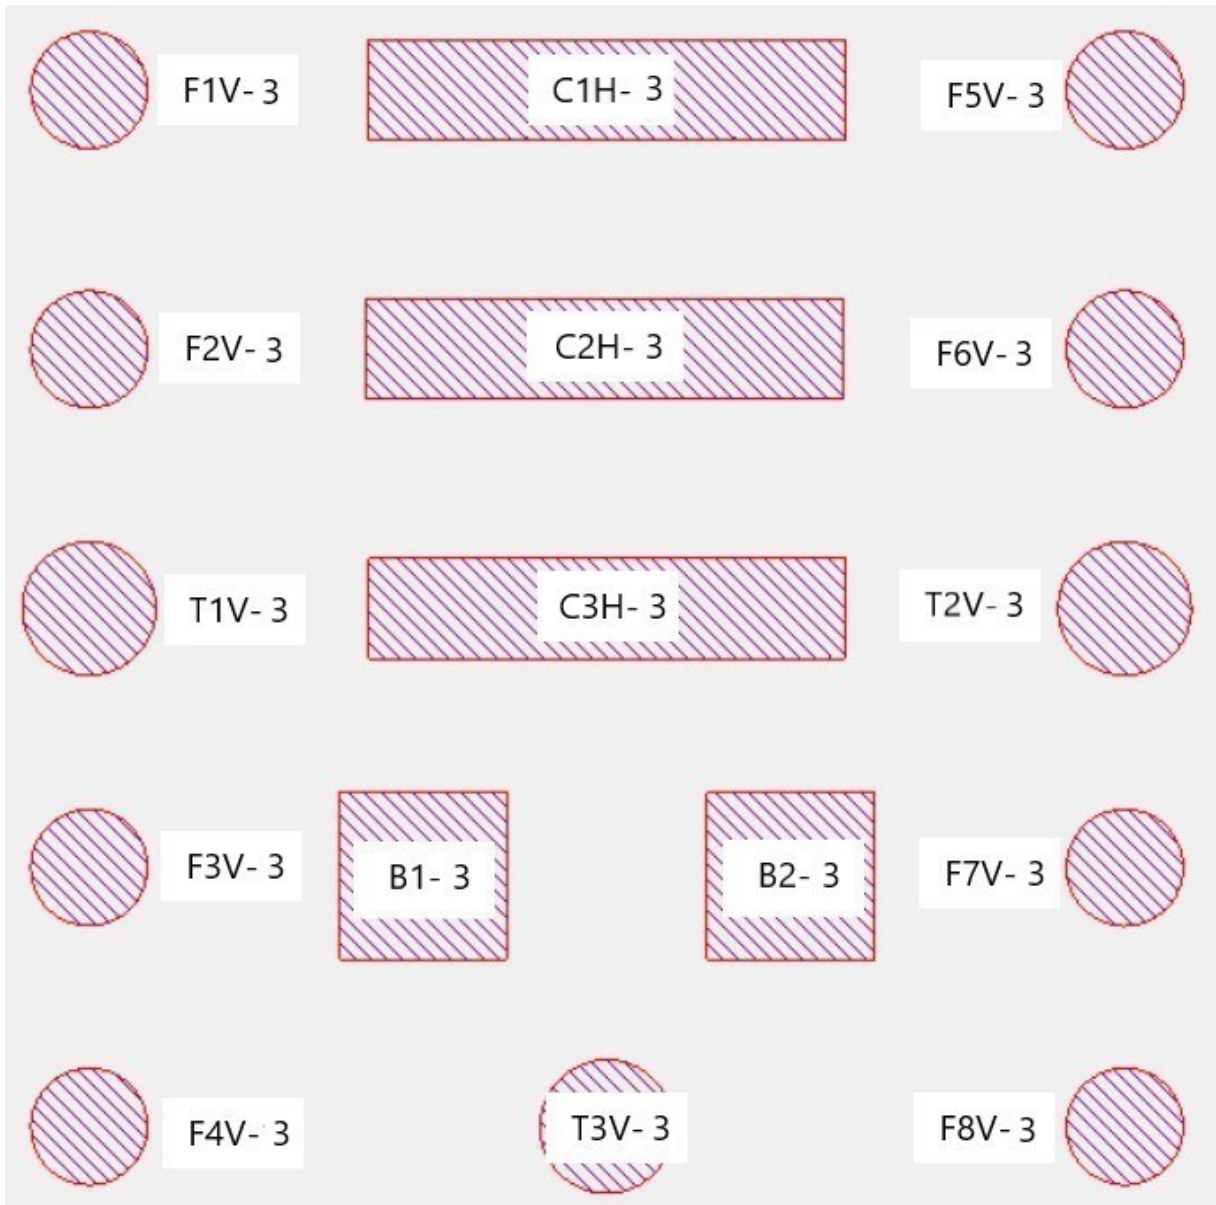 F1V- 3
C1H- 3
F5V- 3
F2V- 3
C2H- 3
F6V- 3
T1V- 3
C3H- 3
T2V- 3
F3V- 3
B1- 3
B2- 3
F7V- 3
F4V- 3
T3V- 3
F8V- 3